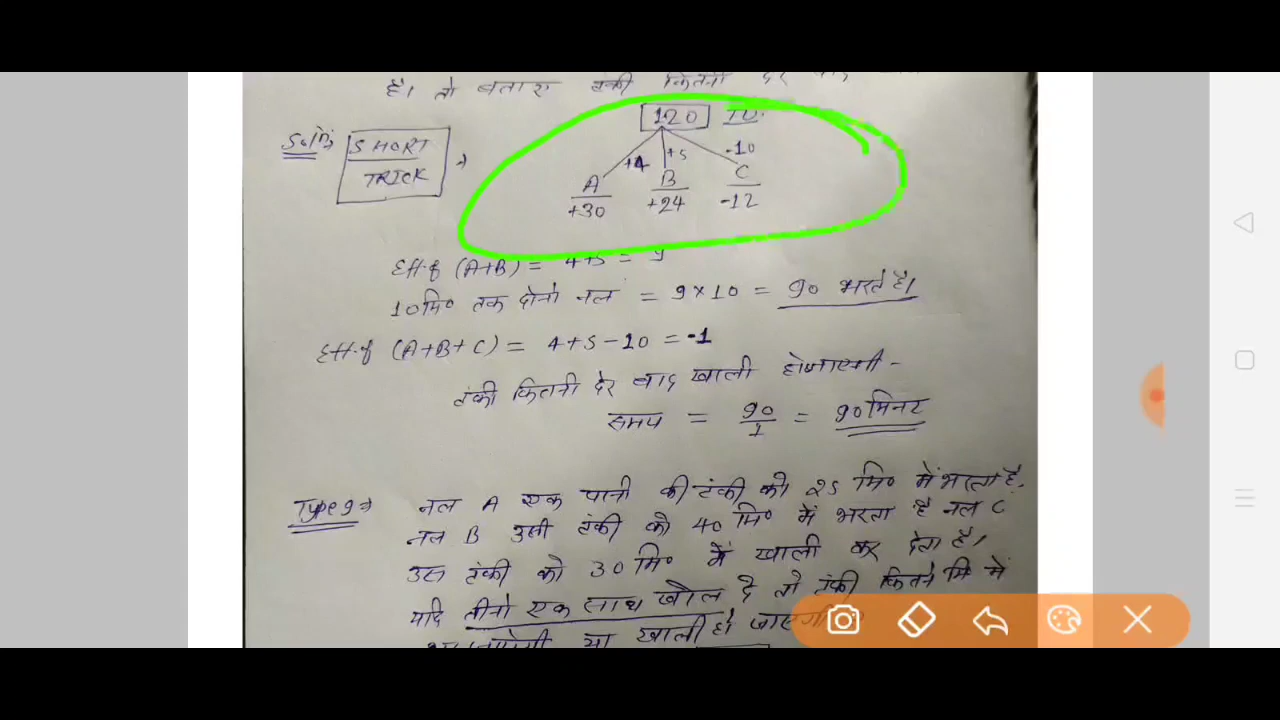 है। तो बताए टंकी कितनी देर बाद
Soln; SHORT TRICK →
120 T.U.
+4 +5 -10
A B C
+30 +24 -12
Eff. of (A+B) = 4+5 = 9
10 मि० तक दोनो नल = 9×10 = 90 भरते है।
Eff. of (A+B+C) = 4+5-10 = -1
टंकी कितनी देर बाद खाली होजाएगी -
समय = 90/1 = 90 मिनट
Type 9 ⇒ नल A एक पानी की टंकी को 25 मि० में भरता है,
नल B उसी टंकी को 40 मि० में भरता है नल C
उस टंकी को 30 मि० में खाली कर देता है,
यदि तीनो एक साथ खोल दे तो टंकी कितने मि में
या खाली हो जाएगी